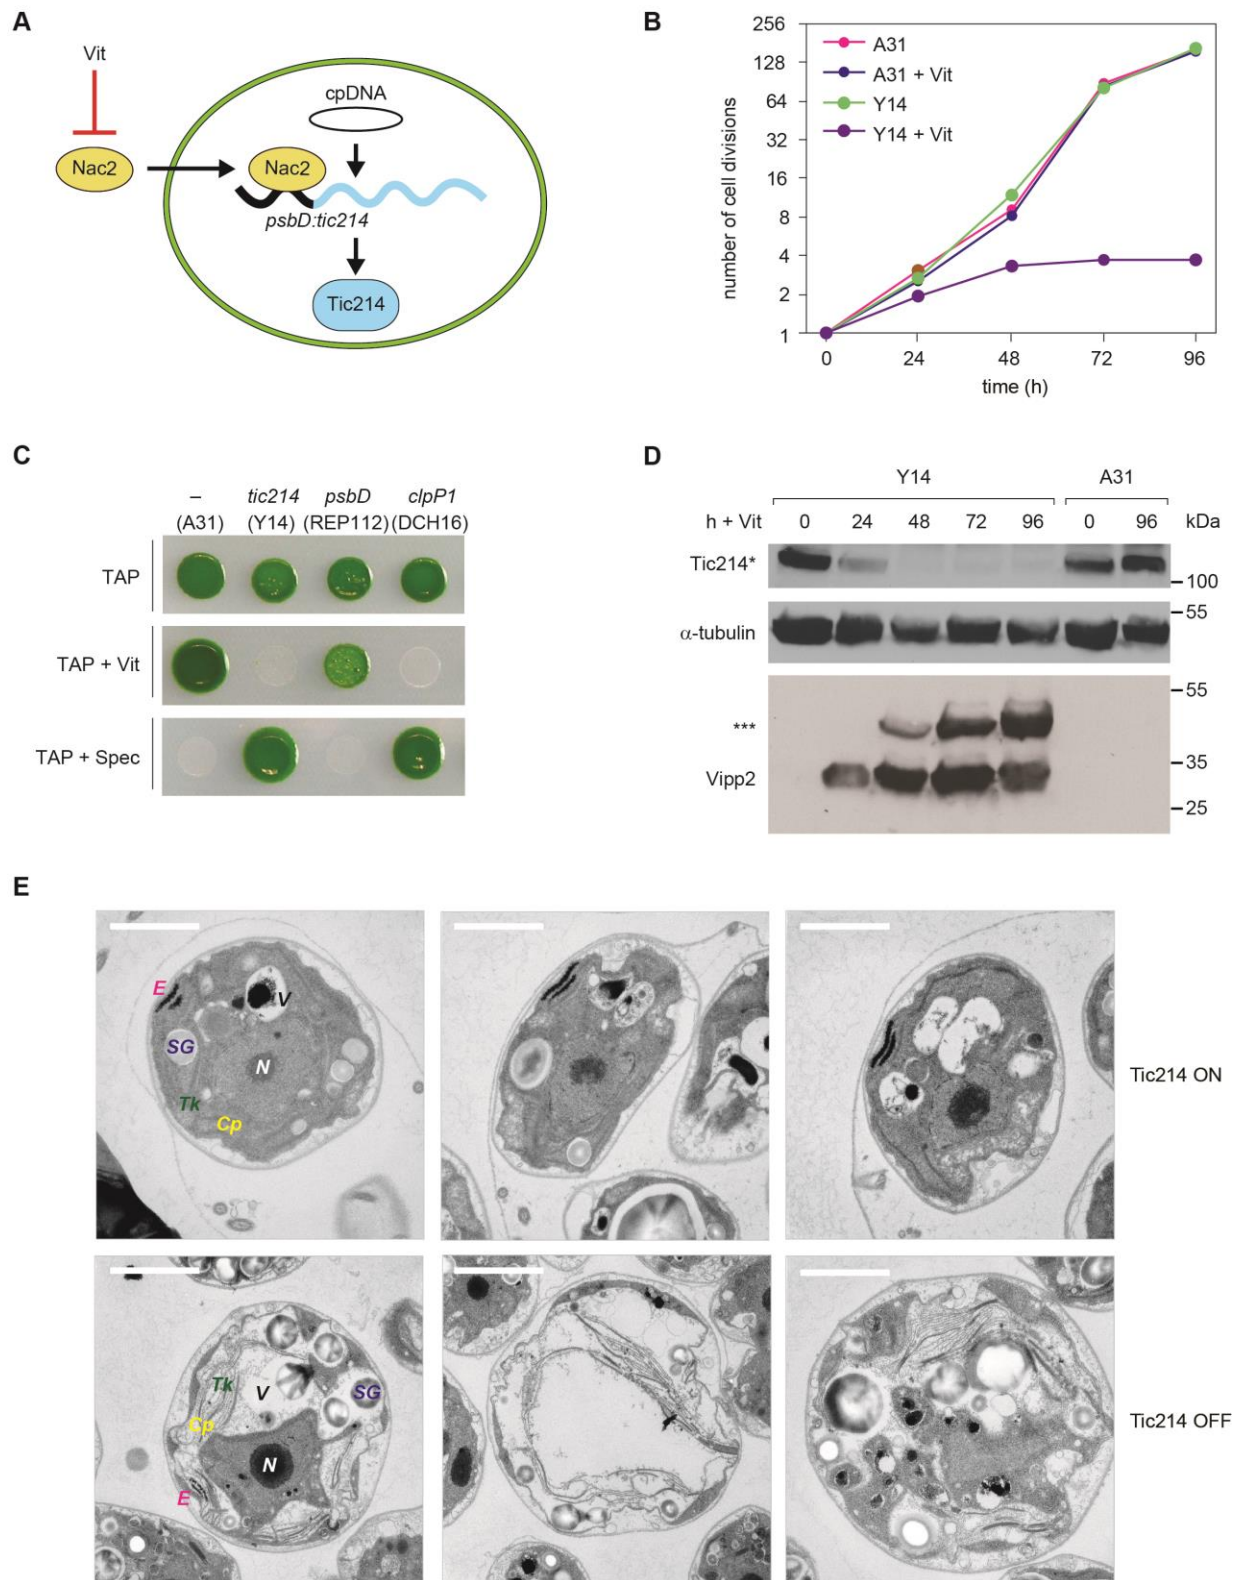 A
Vit
Nac2
cpDNA
Nac2
psbD:tic214
Tic214
B
number of cell divisions
256
128
64
32
16
8
4
2
1
A31
A31 + Vit
Y14
Y14 + Vit
0 24 48 72 96
time (h)
C
– tic214 psbD clpP1
(A31) (Y14) (REP112) (DCH16)
TAP
TAP + Vit
TAP + Spec
D
Y14 A31
h + Vit 0 24 48 72 96 0 96 kDa
Tic214*
100
55
α-tubulin
55
***
35
Vipp2
25
E
E
V
SG
N
Tk
Cp
Tic214 ON
Tk
V
SG
Cp
N
E
Tic214 OFF